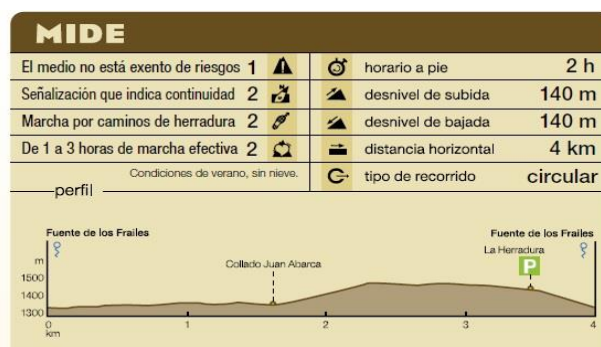 MIDE
El medio no está exento de riesgos 1
Señalización que indica continuidad 2
Marcha por caminos de herradura 2
De 1 a 3 horas de marcha efectiva 2
Condiciones de verano, sin nieve.
horario a pie 2 h
desnivel de subida 140 m
desnivel de bajada 140 m
distancia horizontal 4 km
tipo de recorrido circular
perfil
Fuente de los Frailes
Fuente de los Frailes
La Herradura
P
Collado Juan Abarca
m
1500
1400
1300
0 1 2 3 4
km